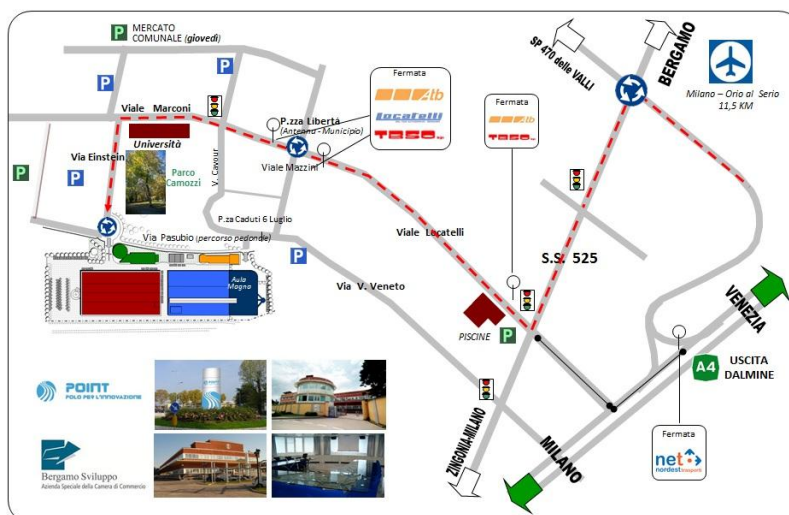 P MERCATO
COMUNALE (giovedì)
P
P
Viale Marconi
P.zza Libertà
(Antenna - Municipio)
Fermata
Atb
Locatelli
TBSO
Fermata
Atb
TBSO
SP 470 delle VALLI
BERGAMO
Milano – Orio al Serio
11,5 KM
Università
Via Einstein
P
P
Parco
Camozzi
V. Cavour
Viale Mazzini
P.za Caduti 6 Luglio
Via Pasubio (percorso pedonale)
P
Viale Locatelli
S.S. 525
Aula
Magna
Via V. Veneto
PISCINE
P
VENEZIA
A4
USCITA
DALMINE
POINT
POLO PER L'INNOVAZIONE
ZINGONIA-MILANO
MILANO
Fermata
net
nordest trasporti
Bergamo Sviluppo
Azienda Speciale della Camera di Commercio